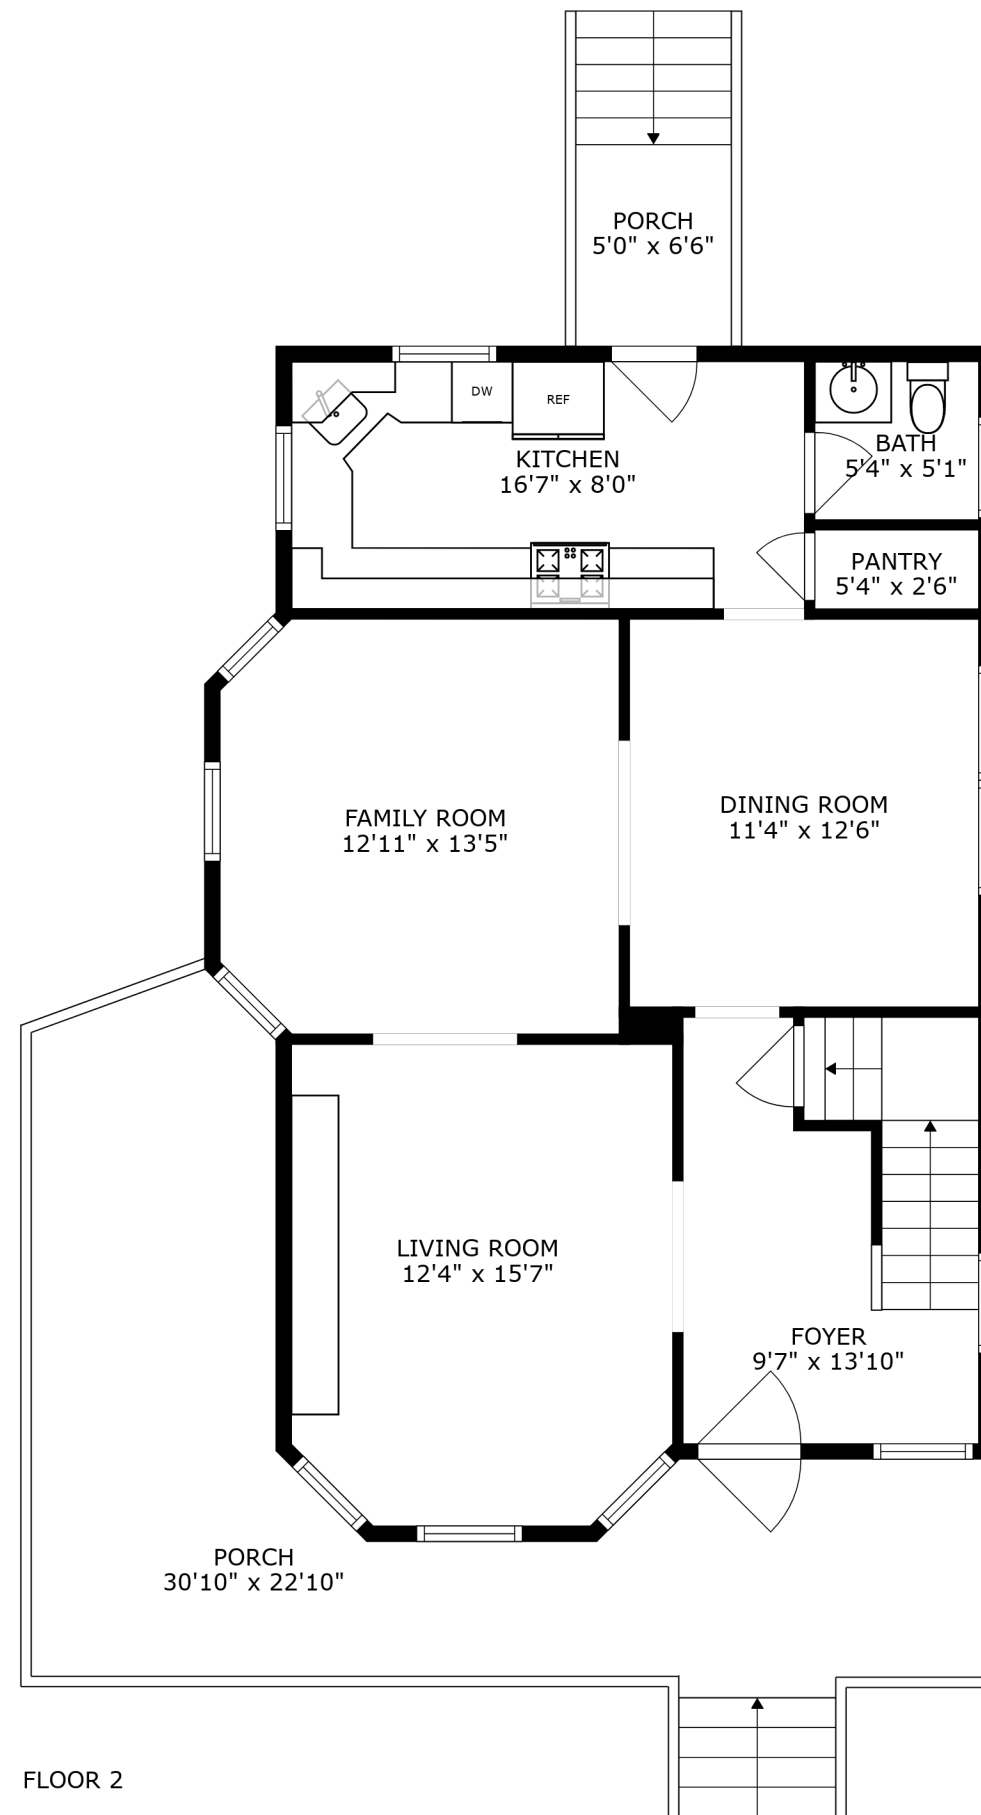 PORCH
5'0" x 6'6"
DW
REF
KITCHEN
16'7" x 8'0"
BATH
5'4" x 5'1"
PANTRY
5'4" x 2'6"
FAMILY ROOM
12'11" x 13'5"
DINING ROOM
11'4" x 12'6"
LIVING ROOM
12'4" x 15'7"
FOYER
9'7" x 13'10"
PORCH
30'10" x 22'10"
FLOOR 2